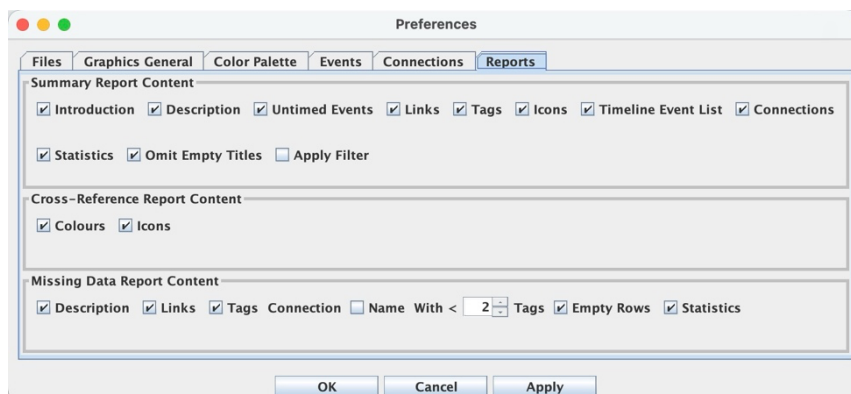 Preferences
Files Graphics General Color Palette Events Connections Reports
Summary Report Content
Introduction Description Untimed Events Links Tags Icons Timeline Event List Connections
Statistics Omit Empty Titles Apply Filter
Cross-Reference Report Content
Colours Icons
Missing Data Report Content
Description Links Tags Connection Name With < 2 Tags Empty Rows Statistics
OK Cancel Apply